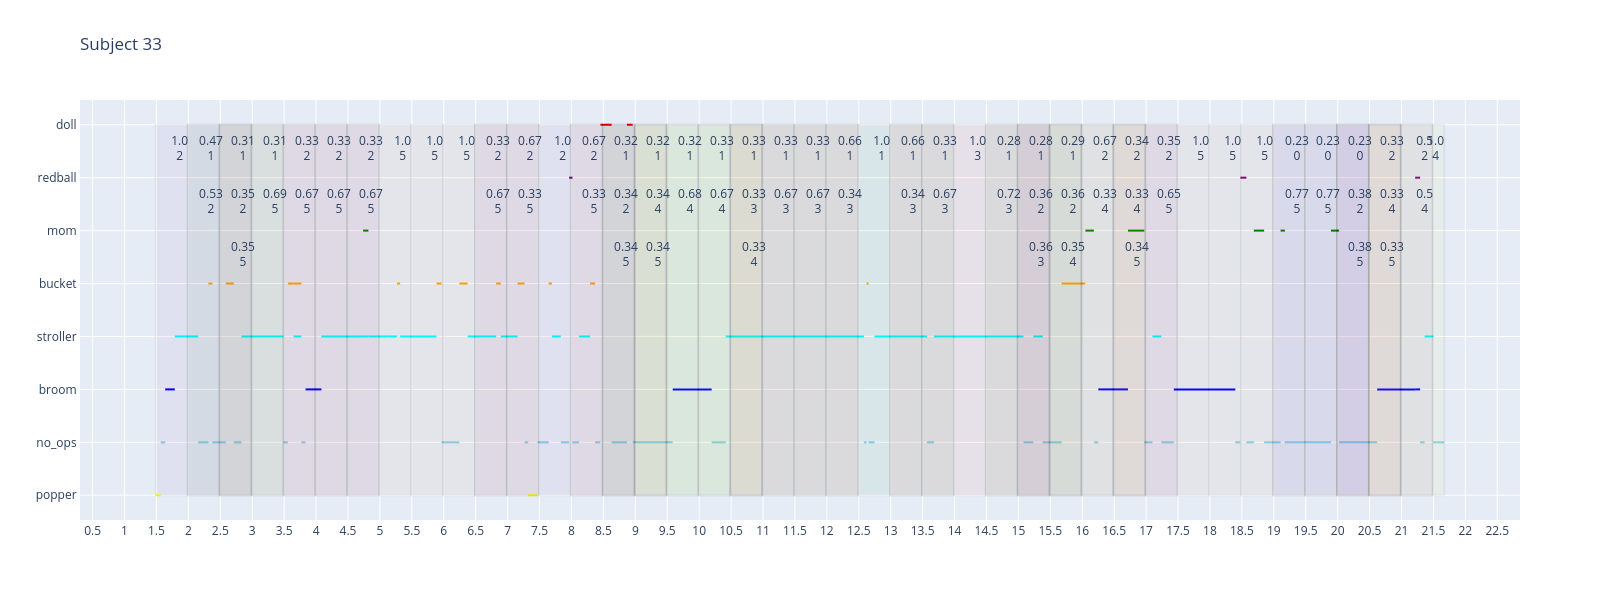 Subject 33
doll
1.0 0.47 0.31 0.31 0.33 0.33 0.33 1.0 1.0 1.0 0.33 0.67 1.0 0.67 0.32 0.32 0.32 0.33 0.33 0.33 0.33 0.66 1.0 0.66 0.33 1.0 0.28 0.28 0.29 0.67 0.34 0.35 1.0 1.0 1.0 0.23 0.23 0.23 0.33 0.5 1.0
2 1 1 1 2 2 2 5 5 5 2 2 2 2 1 1 1 1 1 1 1 1 1 1 1 3 1 1 1 2 2 2 5 5 5 0 0 0 2 2 4
redball
0.53 0.35 0.69 0.67 0.67 0.67 0.67 0.33 0.33 0.34 0.34 0.68 0.67 0.33 0.67 0.67 0.34 0.34 0.67 0.72 0.36 0.36 0.33 0.33 0.65 0.77 0.77 0.38 0.33 0.5
2 2 5 5 5 5 5 5 5 2 4 4 4 3 3 3 3 3 3 3 2 2 4 4 5 5 5 2 4 4
mom
0.35 0.34 0.34 0.33 0.36 0.35 0.34 0.38 0.33
5 5 5 4 3 4 5 5 5
bucket
stroller
broom
no_ops
popper
0.5 1 1.5 2 2.5 3 3.5 4 4.5 5 5.5 6 6.5 7 7.5 8 8.5 9 9.5 10 10.5 11 11.5 12 12.5 13 13.5 14 14.5 15 15.5 16 16.5 17 17.5 18 18.5 19 19.5 20 20.5 21 21.5 22 22.5